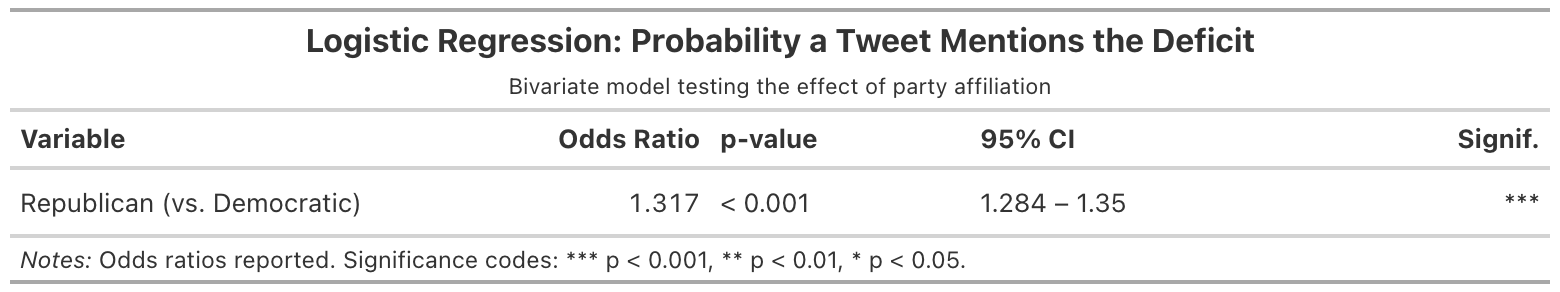 Logistic Regression: Probability a Tweet Mentions the Deficit
Bivariate model testing the effect of party affiliation
Variable Odds Ratio p-value 95% CI Signif.
Republican (vs. Democratic) 1.317 < 0.001 1.284 – 1.35 ***
Notes: Odds ratios reported. Significance codes: *** p < 0.001, ** p < 0.01, * p < 0.05.